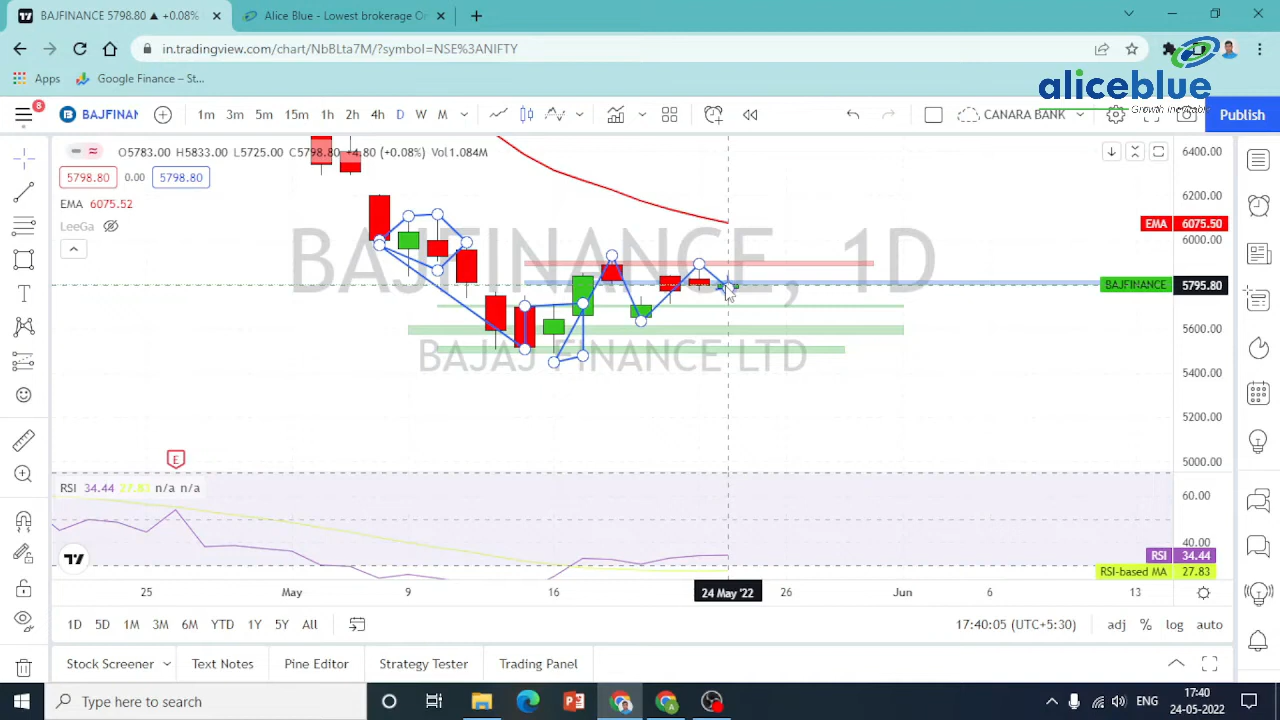 BAJFINANCE 5798.80 ▲ +0.08%
Alice Blue - Lowest brokerage On
in.tradingview.com/chart/NbBLta7M/?symbol=NSE%3ANIFTY
Apps
Google Finance – St...
aliceblue
8
BAJFINAN
1m 3m 5m 15m 1h 2h 4h D W M
CANARA BANK
Publish
O5783.00 H5833.00 L5725.00 C5798.80 +4.80 (+0.08%) Vol1.084M
5798.80 0.00 5798.80
EMA 6075.52
LeeGa
BAJFINANCE, 1D
BAJAJ FINANCE LTD
6400.00
6200.00
EMA 6075.50
6000.00
BAJFINANCE 5795.80
5600.00
5400.00
5200.00
5000.00
E
RSI 34.44 27.83 n/a n/a
60.00
40.00
RSI 34.44
RSI-based MA 27.83
25 May 9 16 24 May '22 26 Jun 6 13
1D 5D 1M 3M 6M YTD 1Y 5Y All
17:40:05 (UTC+5:30) adj % log auto
Stock Screener Text Notes Pine Editor Strategy Tester Trading Panel
Type here to search
ENG
17:40
24-05-2022